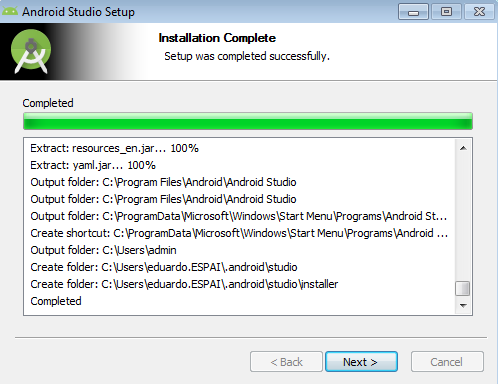 Android Studio Setup
Installation Complete
Setup was completed successfully.
Completed
Extract: resources_en.jar... 100%
Extract: yaml.jar... 100%
Output folder: C:\Program Files\Android\Android Studio
Output folder: C:\Program Files\Android\Android Studio
Output folder: C:\ProgramData\Microsoft\Windows\Start Menu\Programs\Android St...
Create shortcut: C:\ProgramData\Microsoft\Windows\Start Menu\Programs\Android ...
Output folder: C:\Users\admin
Create folder: C:\Users\eduardo.ESPAI\.android\studio
Create folder: C:\Users\eduardo.ESPAI\.android\studio\installer
Completed
< Back Next > Cancel